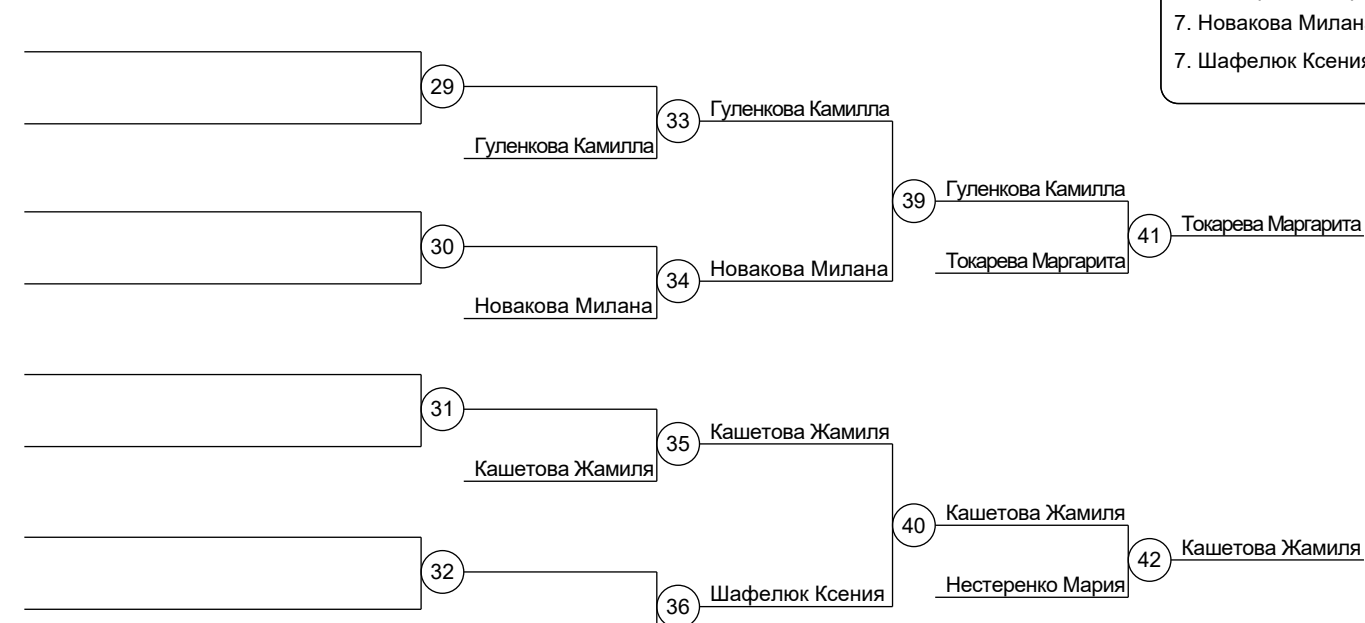 7. Новакова Милана
7. Шафелюк Ксения
29
33
Гуленкова Камилла
Гуленкова Камилла
39
Гуленкова Камилла
41
Токарева Маргарита
30
34
Новакова Милана
Токарева Маргарита
Новакова Милана
31
35
Кашетова Жамиля
Кашетова Жамиля
40
Кашетова Жамиля
42
Кашетова Жамиля
32
36
Шафелюк Ксения
Нестеренко Мария